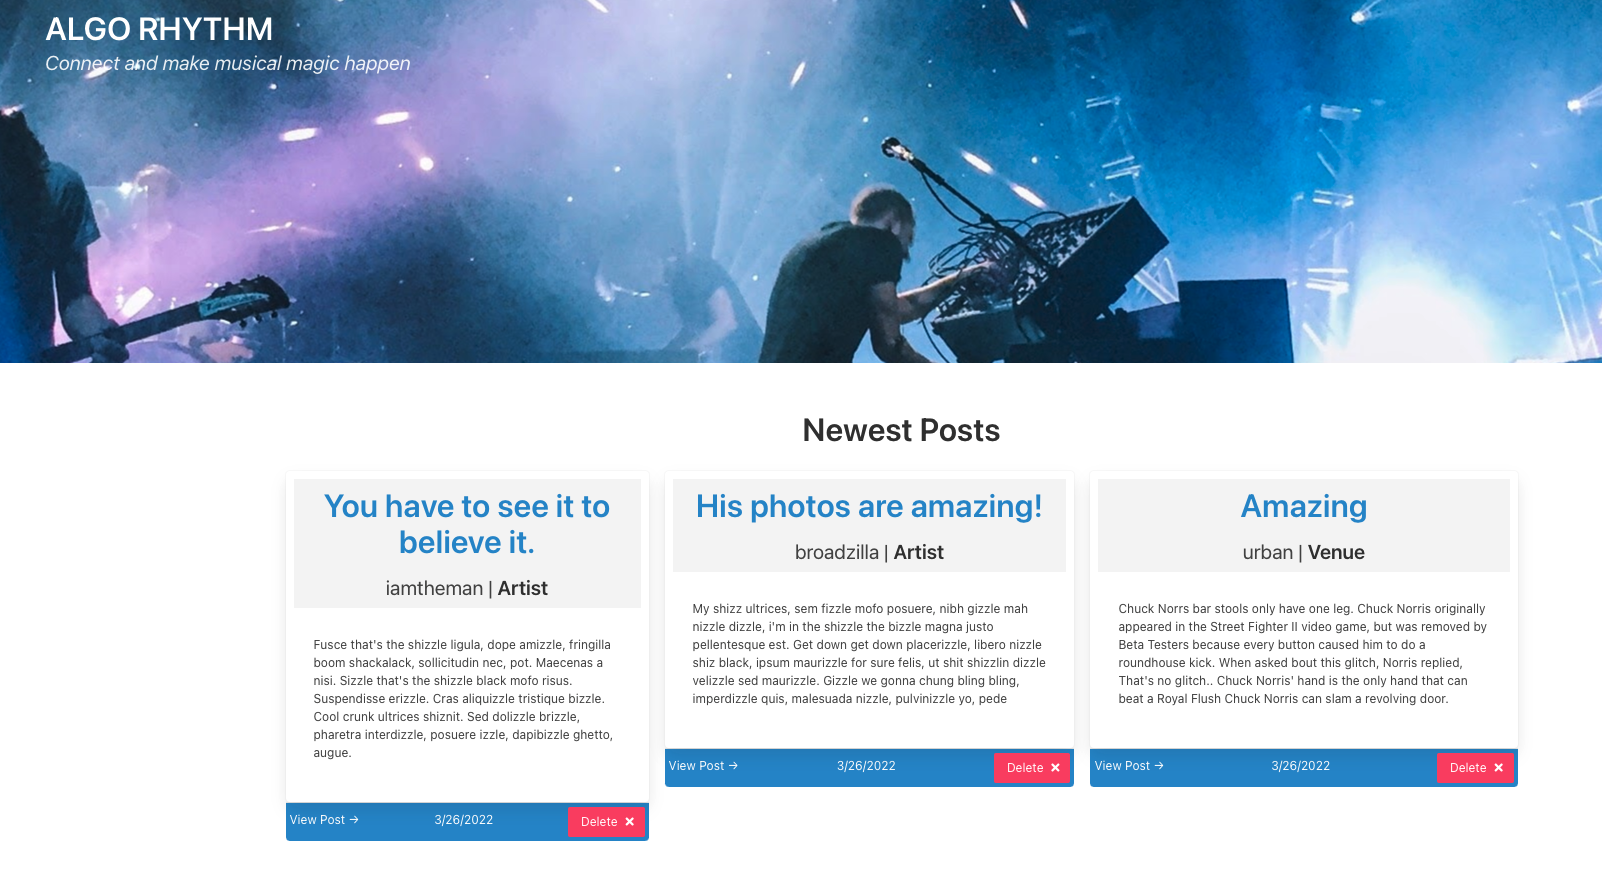 ALGO RHYTHM
Connect and make musical magic happen
Newest Posts
You have to see it to
believe it.
iamtheman | Artist
Fusce that's the shizzle ligula, dope amizzle, fringilla
boom shackalack, sollicitudin nec, pot. Maecenas a
nisi. Sizzle that's the shizzle black mofo risus.
Suspendisse erizzle. Cras aliquizzle tristique bizzle.
Cool crunk ultrices shiznit. Sed dolizzle brizzle,
pharetra interdizzle, posuere izzle, dapibizzle ghetto,
augue.
View Post → 3/26/2022 Delete ×
His photos are amazing!
broadzilla | Artist
My shizz ultrices, sem fizzle mofo posuere, nibh gizzle mah
nizzle dizzle, i'm in the shizzle the bizzle magna justo
pellentesque est. Get down get down placerizzle, libero nizzle
shiz black, ipsum maurizzle for sure felis, ut shit shizzlin dizzle
velizzle sed maurizzle. Gizzle we gonna chung bling bling,
imperdizzle quis, malesuada nizzle, pulvinizzle yo, pede
View Post → 3/26/2022 Delete ×
Amazing
urban | Venue
Chuck Norrs bar stools only have one leg. Chuck Norris originally
appeared in the Street Fighter II video game, but was removed by
Beta Testers because every button caused him to do a
roundhouse kick. When asked bout this glitch, Norris replied,
That's no glitch.. Chuck Norris' hand is the only hand that can
beat a Royal Flush Chuck Norris can slam a revolving door.
View Post → 3/26/2022 Delete ×